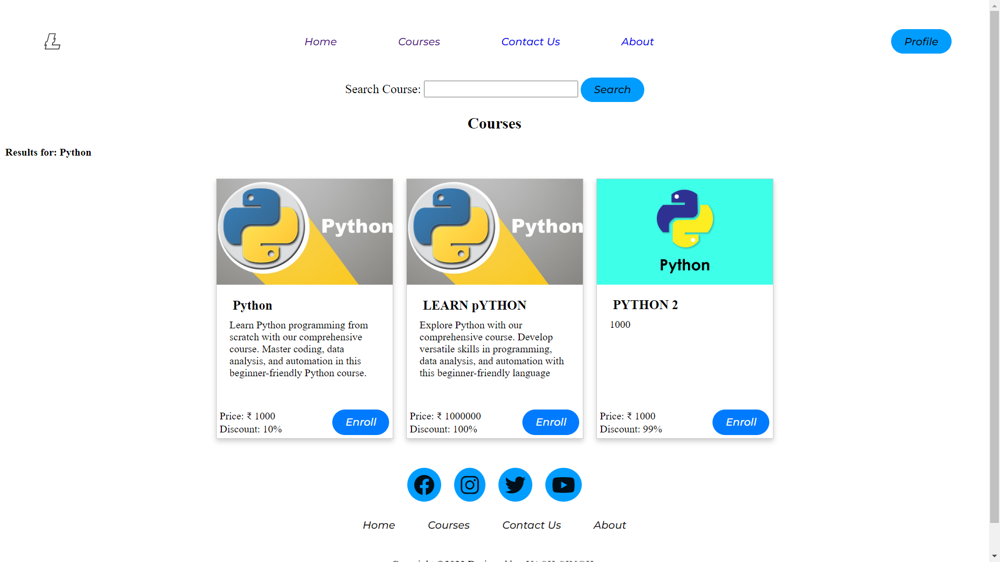 Ł
Home Courses Contact Us About Profile
Search Course: Search
Courses
Results for: Python
Python
Python
Python
Python
Learn Python programming from
scratch with our comprehensive
course. Master coding, data
analysis, and automation in this
beginner-friendly Python course.
Price: ₹ 1000
Discount: 10%
Enroll
LEARN pYTHON
Explore Python with our
comprehensive course. Develop
versatile skills in programming,
data analysis, and automation with
this beginner-friendly language
Price: ₹ 1000000
Discount: 100%
Enroll
PYTHON 2
1000
Price: ₹ 1000
Discount: 99%
Enroll
Home Courses Contact Us About
Copyright ©2023 Designed by